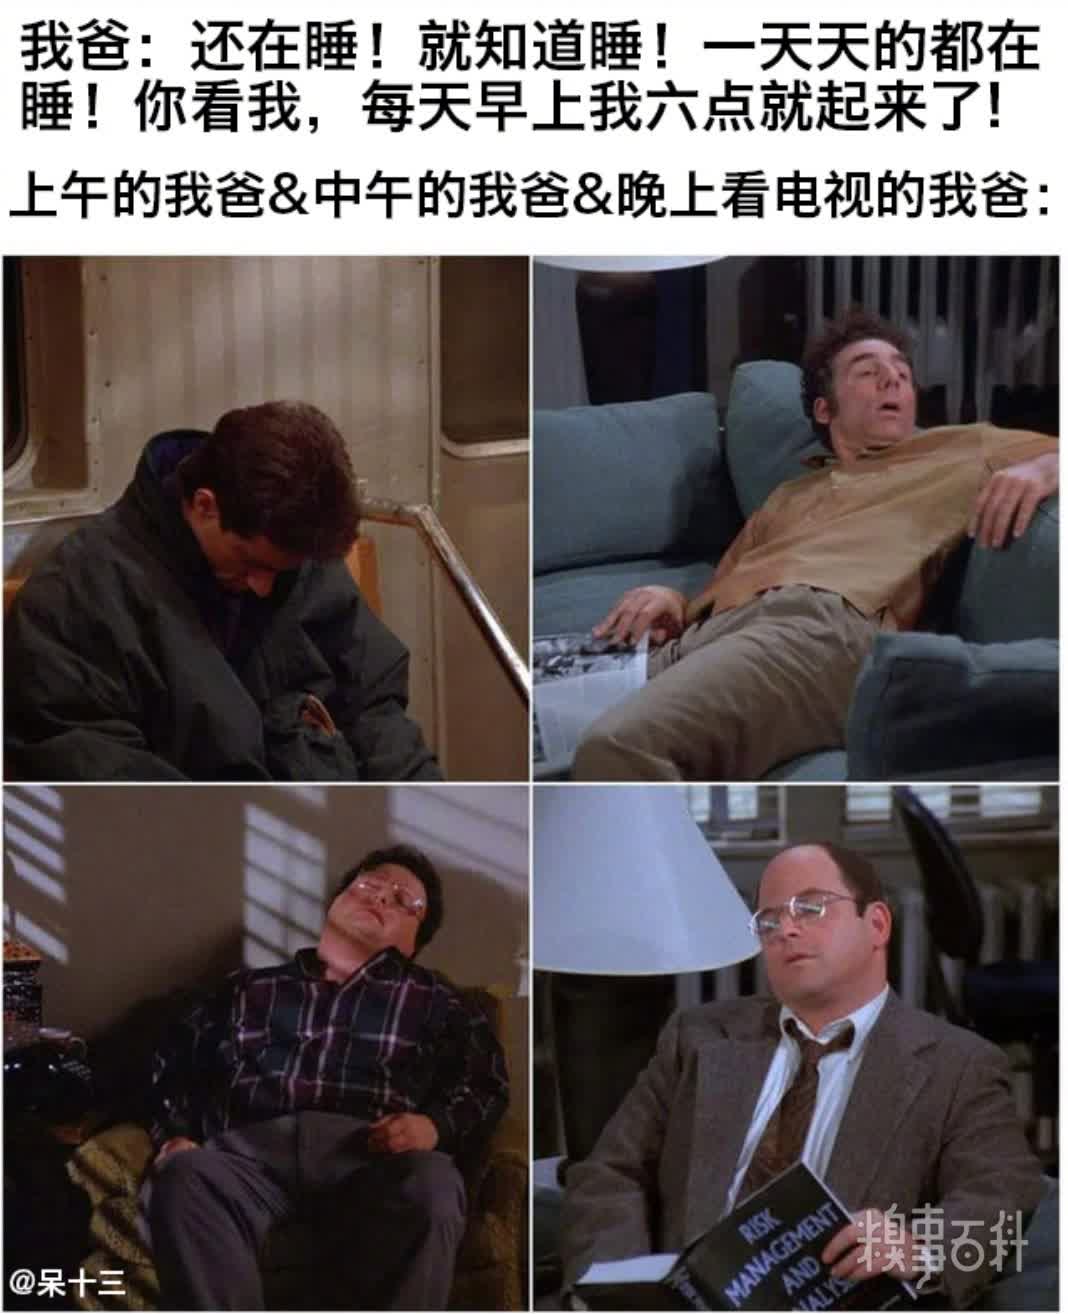 我爸：还在睡！就知道睡！一天天的都在
睡！你看我，每天早上我六点就起来了!
上午的我爸&中午的我爸&晚上看电视的我爸：
RISK
MANAGEMENT
AND
@呆十三
糗事百科